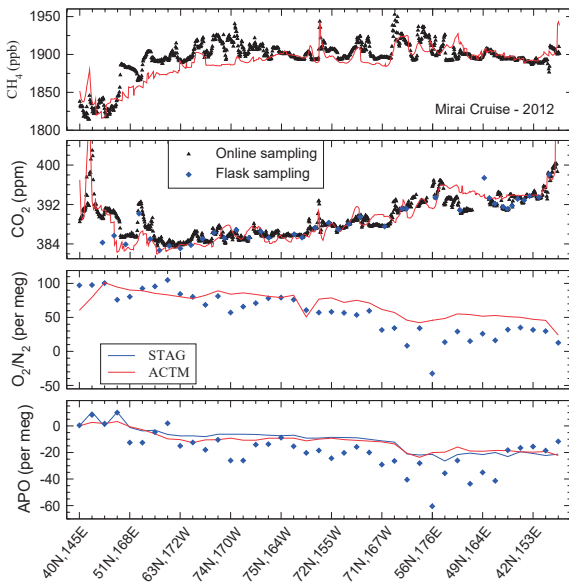 CH4 (ppb)
1900
1850
1800
1950
Mirai Cruise - 2012
CO2 (ppm)
400
392
384
Online sampling
Flask sampling
O2/N2 (per meg)
100
50
0
50
STAG
ACTM
APO (per meg)
0
-20
-40
-60
40N,145E
51N,168E
63N,172W
74N,170W
75N,164W
72N,155W
71N,167W
56N,176E
49N,164E
42N,153E